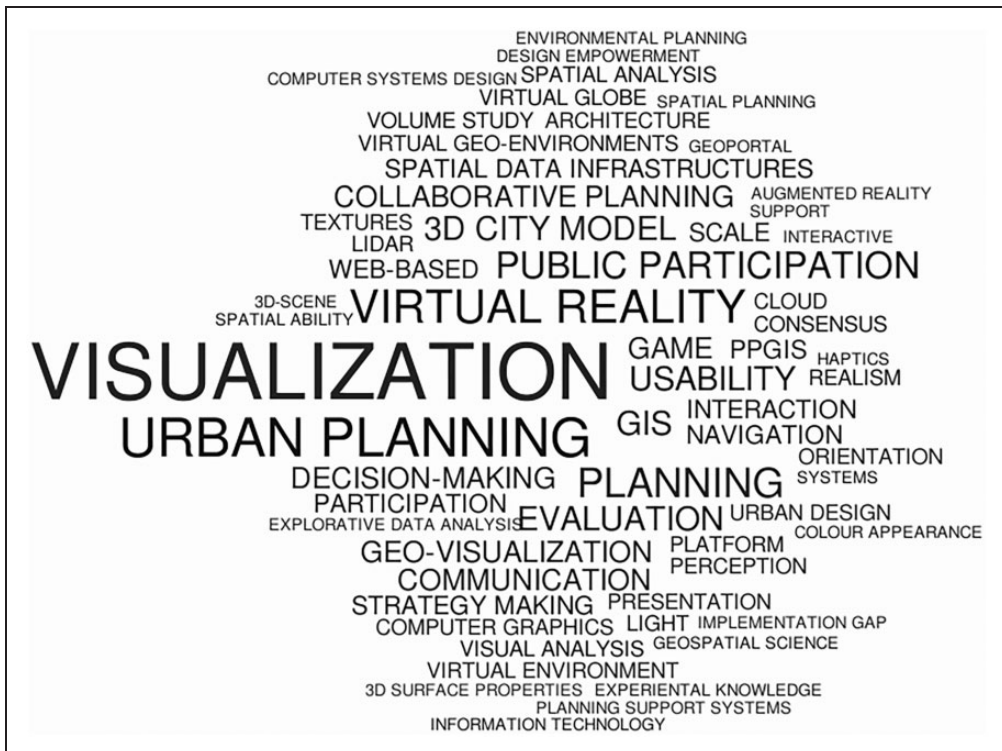 ENVIRONMENTAL PLANNING
DESIGN EMPOWERMENT
COMPUTER SYSTEMS DESIGN SPATIAL ANALYSIS
VIRTUAL GLOBE SPATIAL PLANNING
VOLUME STUDY ARCHITECTURE
VIRTUAL GEO-ENVIRONMENTS GEOPORTAL
SPATIAL DATA INFRASTRUCTURES
COLLABORATIVE PLANNING AUGMENTED REALITY
SUPPORT
TEXTURES 3D CITY MODEL SCALE INTERACTIVE
LIDAR
WEB-BASED PUBLIC PARTICIPATION
3D-SCENE VIRTUAL REALITY CLOUD
SPATIAL ABILITY CONSENSUS
VISUALIZATION GAME PPGIS HAPTICS
USABILITY REALISM
URBAN PLANNING GIS INTERACTION
NAVIGATION
ORIENTATION
DECISION-MAKING PLANNING SYSTEMS
PARTICIPATION
EXPLORATIVE DATA ANALYSIS EVALUATION URBAN DESIGN
COLOUR APPEARANCE
GEO-VISUALIZATION PLATFORM
PERCEPTION
COMMUNICATION
STRATEGY MAKING PRESENTATION
COMPUTER GRAPHICS LIGHT IMPLEMENTATION GAP
VISUAL ANALYSIS GEOSPATIAL SCIENCE
VIRTUAL ENVIRONMENT
3D SURFACE PROPERTIES EXPERIENTAL KNOWLEDGE
PLANNING SUPPORT SYSTEMS
INFORMATION TECHNOLOGY